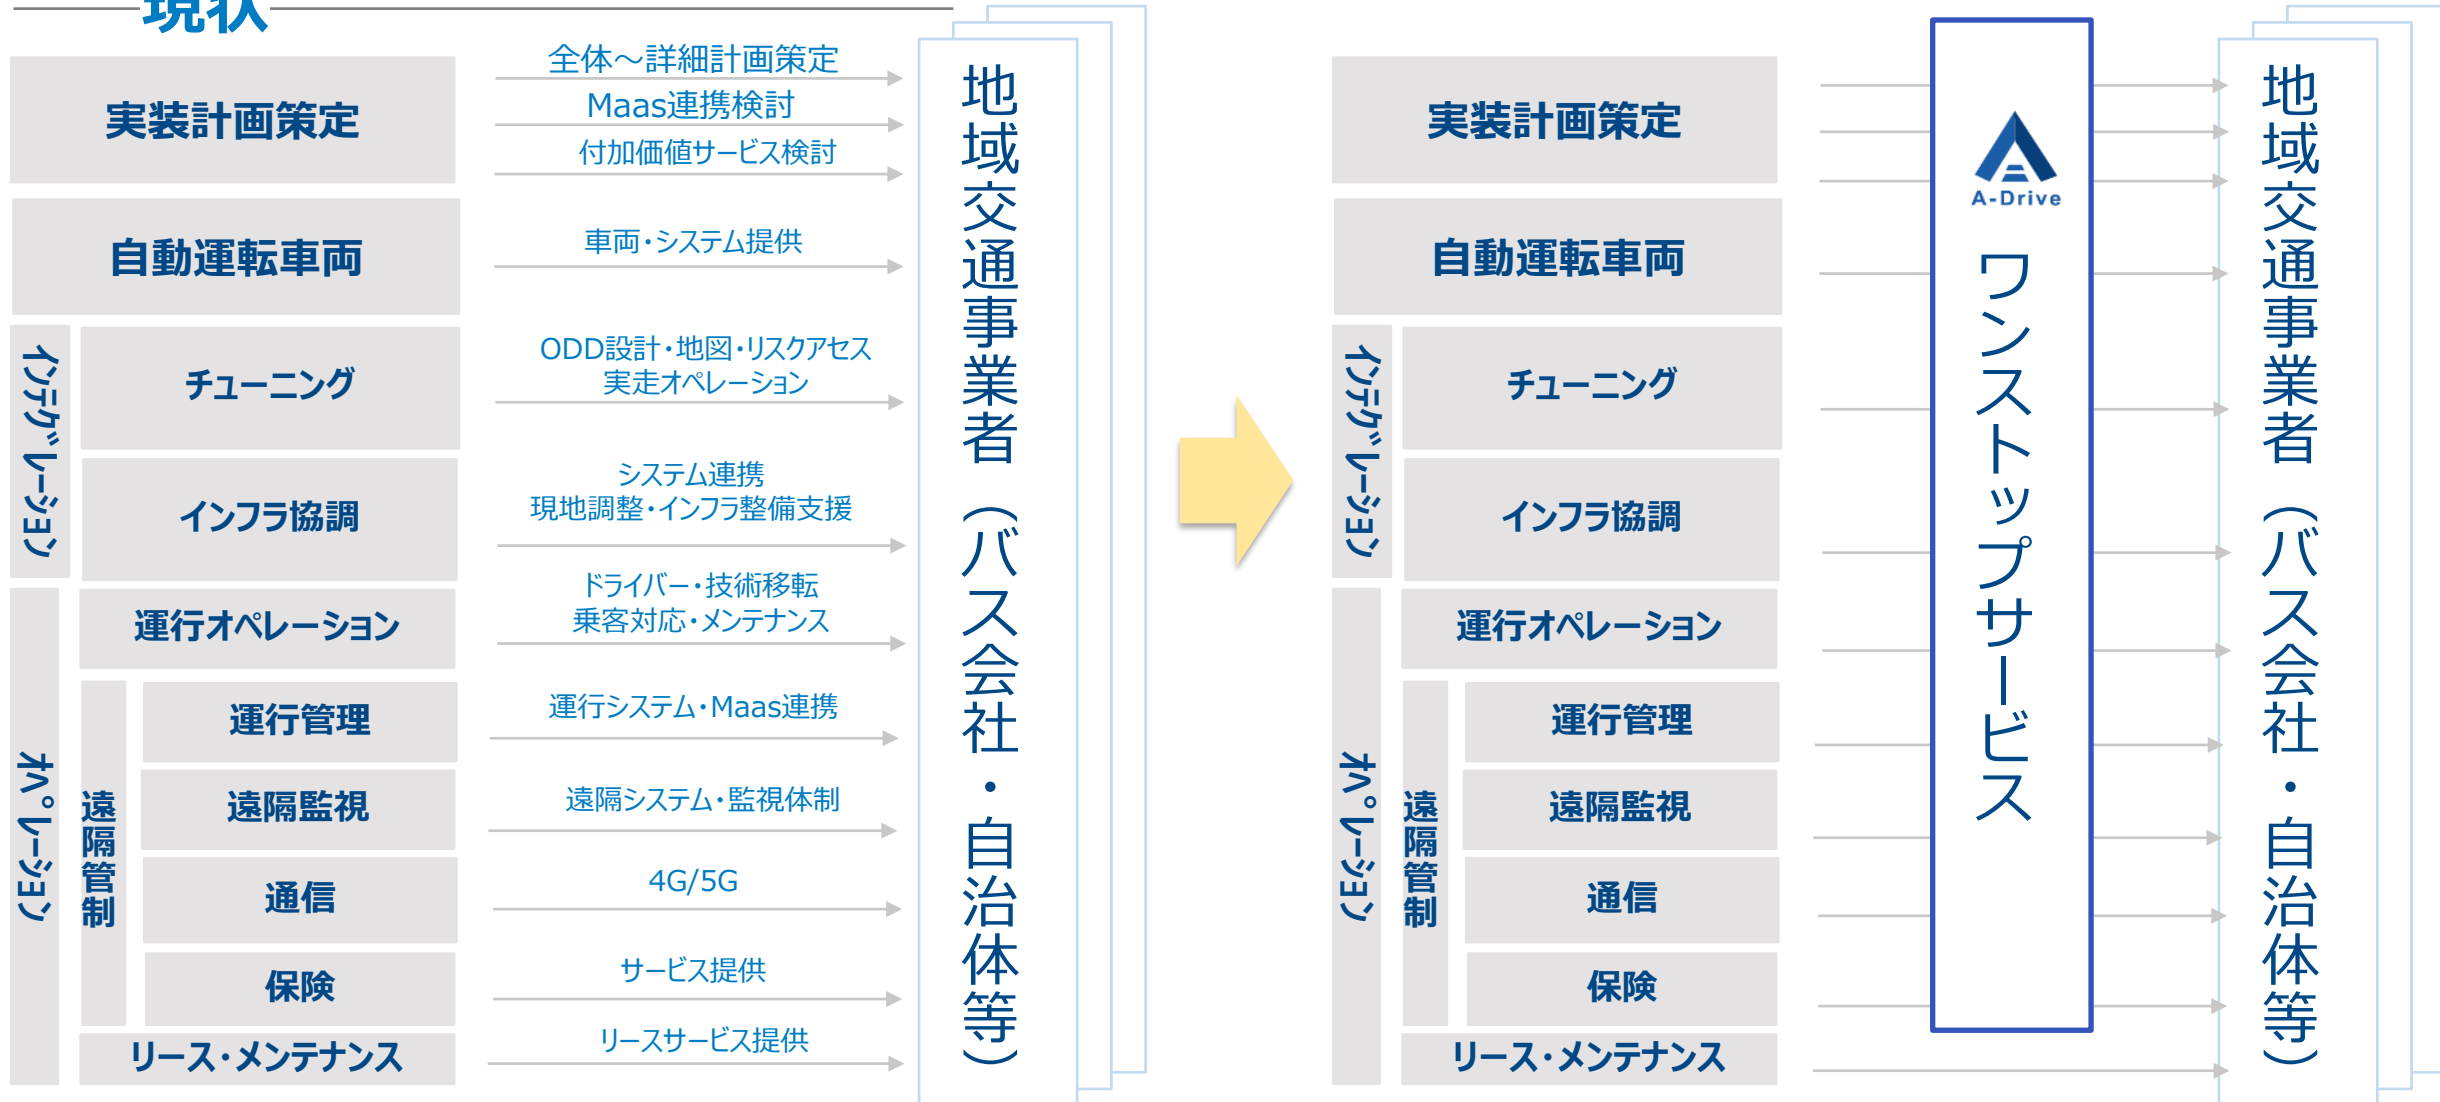 現状
実装計画策定
全体～詳細計画策定
Maas連携検討
付加価値サービス検討
自動運転車両
車両・システム提供
インテグレーション
チューニング
ODD設計・地図・リスクアセス
実走オペレーション
インフラ協調
システム連携
現地調整・インフラ整備支援
オペレーション
運行オペレーション
ドライバー・技術移転
乗客対応・メンテナンス
遠隔管制
運行管理
運行システム・Maas連携
遠隔監視
遠隔システム・監視体制
通信
4G/5G
保険
サービス提供
リース・メンテナンス
リースサービス提供
地域交通事業者（バス会社・自治体等）
実装計画策定
自動運転車両
インテグレーション
チューニング
インフラ協調
オペレーション
運行オペレーション
遠隔管制
運行管理
遠隔監視
通信
保険
リース・メンテナンス
A-Drive
ワンストップサービス
地域交通事業者（バス会社・自治体等）